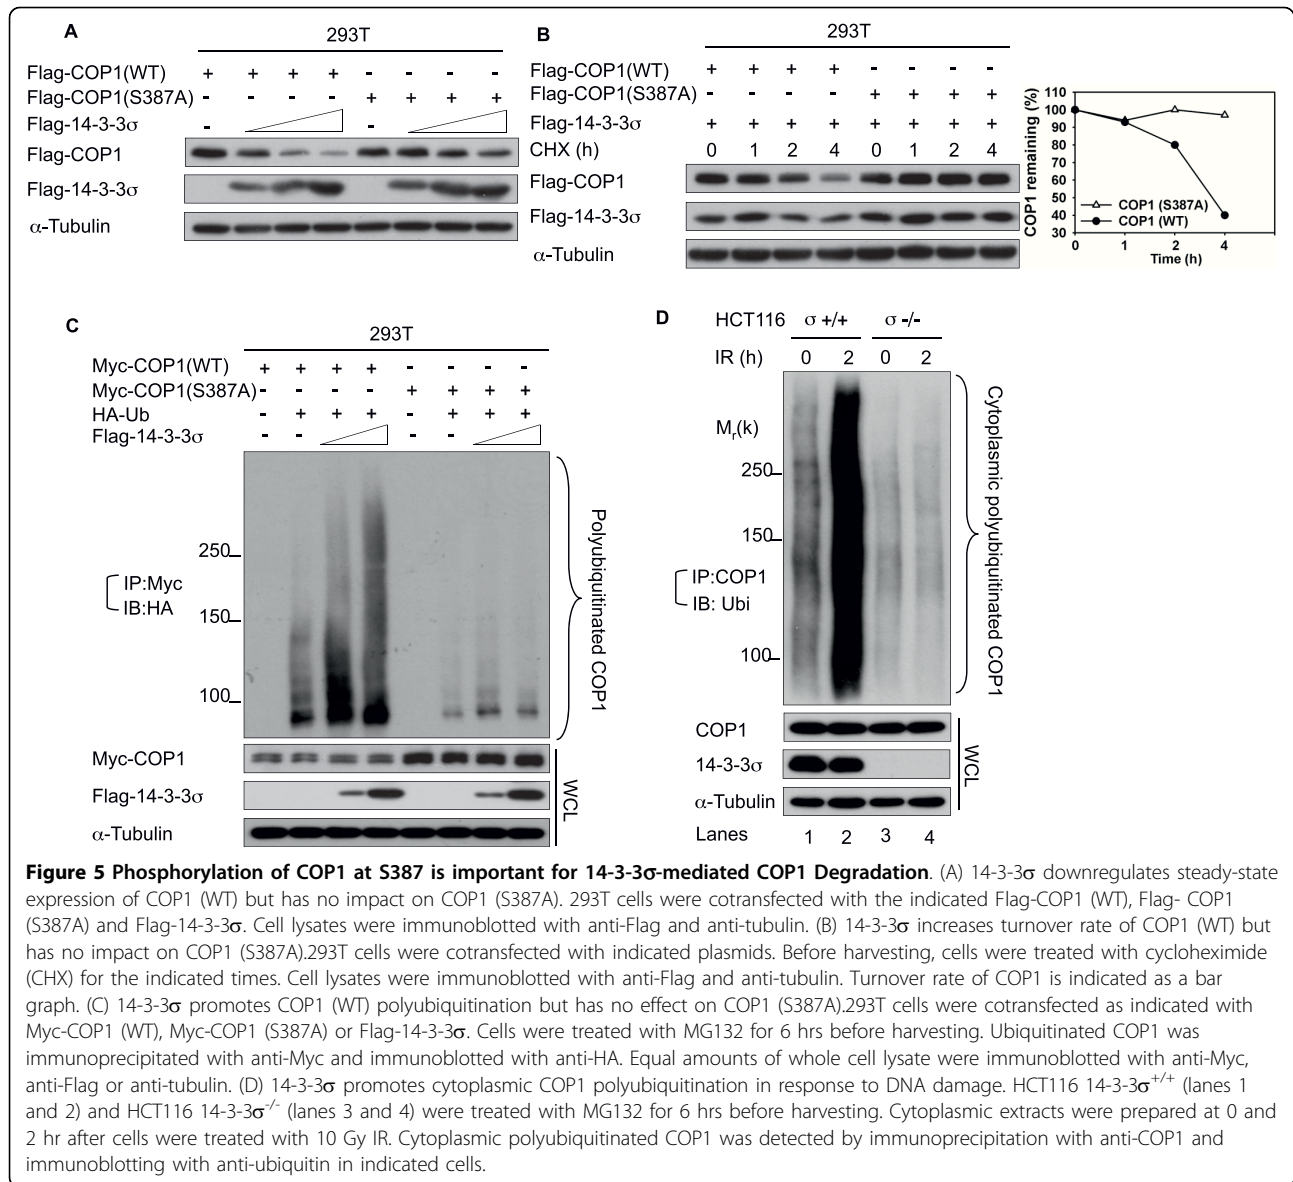 A
293T
Flag-COP1(WT) + + + + - - - -
Flag-COP1(S387A) - - - - + + + +
Flag-14-3-3σ - -
Flag-COP1
Flag-14-3-3σ
α-Tubulin
B
293T
Flag-COP1(WT) + + + + - - - -
Flag-COP1(S387A) - - - - + + + +
Flag-14-3-3σ + + + + + + + +
CHX (h) 0 1 2 4 0 1 2 4
Flag-COP1
Flag-14-3-3σ
α-Tubulin
COP1 remaining (%)
110
100
90
80
70
60
50
40
30
COP1 (S387A)
COP1 (WT)
0 1 2 4
Time (h)
C
293T
Myc-COP1(WT) + + + + - - - -
Myc-COP1(S387A) - - - - + + + +
HA-Ub - + + + - + + +
Flag-14-3-3σ - - - -
250
150
100
IP:Myc
IB:HA
Polyubiquitinated COP1
Myc-COP1
Flag-14-3-3σ
α-Tubulin
WCL
D
HCT116 σ +/+ σ -/-
IR (h) 0 2 0 2
Mr(k)
250
150
100
IP:COP1
IB: Ubi
Cytoplasmic polyubiquitinated COP1
COP1
14-3-3σ
α-Tubulin
WCL
Lanes 1 2 3 4
Figure 5 Phosphorylation of COP1 at S387 is important for 14-3-3σ-mediated COP1 Degradation. (A) 14-3-3σ downregulates steady-state
expression of COP1 (WT) but has no impact on COP1 (S387A). 293T cells were cotransfected with the indicated Flag-COP1 (WT), Flag- COP1
(S387A) and Flag-14-3-3σ. Cell lysates were immunoblotted with anti-Flag and anti-tubulin. (B) 14-3-3σ increases turnover rate of COP1 (WT) but
has no impact on COP1 (S387A).293T cells were cotransfected with indicated plasmids. Before harvesting, cells were treated with cycloheximide
(CHX) for the indicated times. Cell lysates were immunoblotted with anti-Flag and anti-tubulin. Turnover rate of COP1 is indicated as a bar
graph. (C) 14-3-3σ promotes COP1 (WT) polyubiquitination but has no effect on COP1 (S387A).293T cells were cotransfected as indicated with
Myc-COP1 (WT), Myc-COP1 (S387A) or Flag-14-3-3σ. Cells were treated with MG132 for 6 hrs before harvesting. Ubiquitinated COP1 was
immunoprecipitated with anti-Myc and immunoblotted with anti-HA. Equal amounts of whole cell lysate were immunoblotted with anti-Myc,
anti-Flag or anti-tubulin. (D) 14-3-3σ promotes cytoplasmic COP1 polyubiquitination in response to DNA damage. HCT116 14-3-3σ+/+ (lanes 1
and 2) and HCT116 14-3-3σ-/- (lanes 3 and 4) were treated with MG132 for 6 hrs before harvesting. Cytoplasmic extracts were prepared at 0 and
2 hr after cells were treated with 10 Gy IR. Cytoplasmic polyubiquitinated COP1 was detected by immunoprecipitation with anti-COP1 and
immunoblotting with anti-ubiquitin in indicated cells.